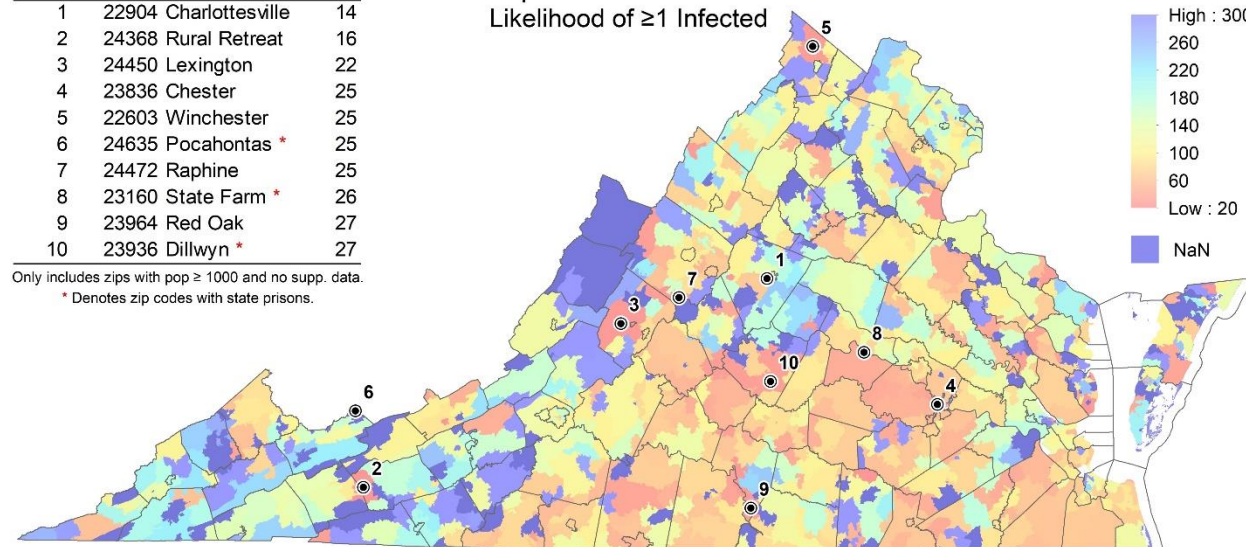 Likelihood of ≥1 Infected
1 22904 Charlottesville 14
2 24368 Rural Retreat 16
3 24450 Lexington 22
4 23836 Chester 25
5 22603 Winchester 25
6 24635 Pocahontas * 25
7 24472 Raphine 25
8 23160 State Farm * 26
9 23964 Red Oak 27
10 23936 Dillwyn * 27
Only includes zips with pop ≥ 1000 and no supp. data.
* Denotes zip codes with state prisons.
High : 300
260
220
180
140
100
60
Low : 20
NaN
5
1
7
3
8
10
4
6
2
9